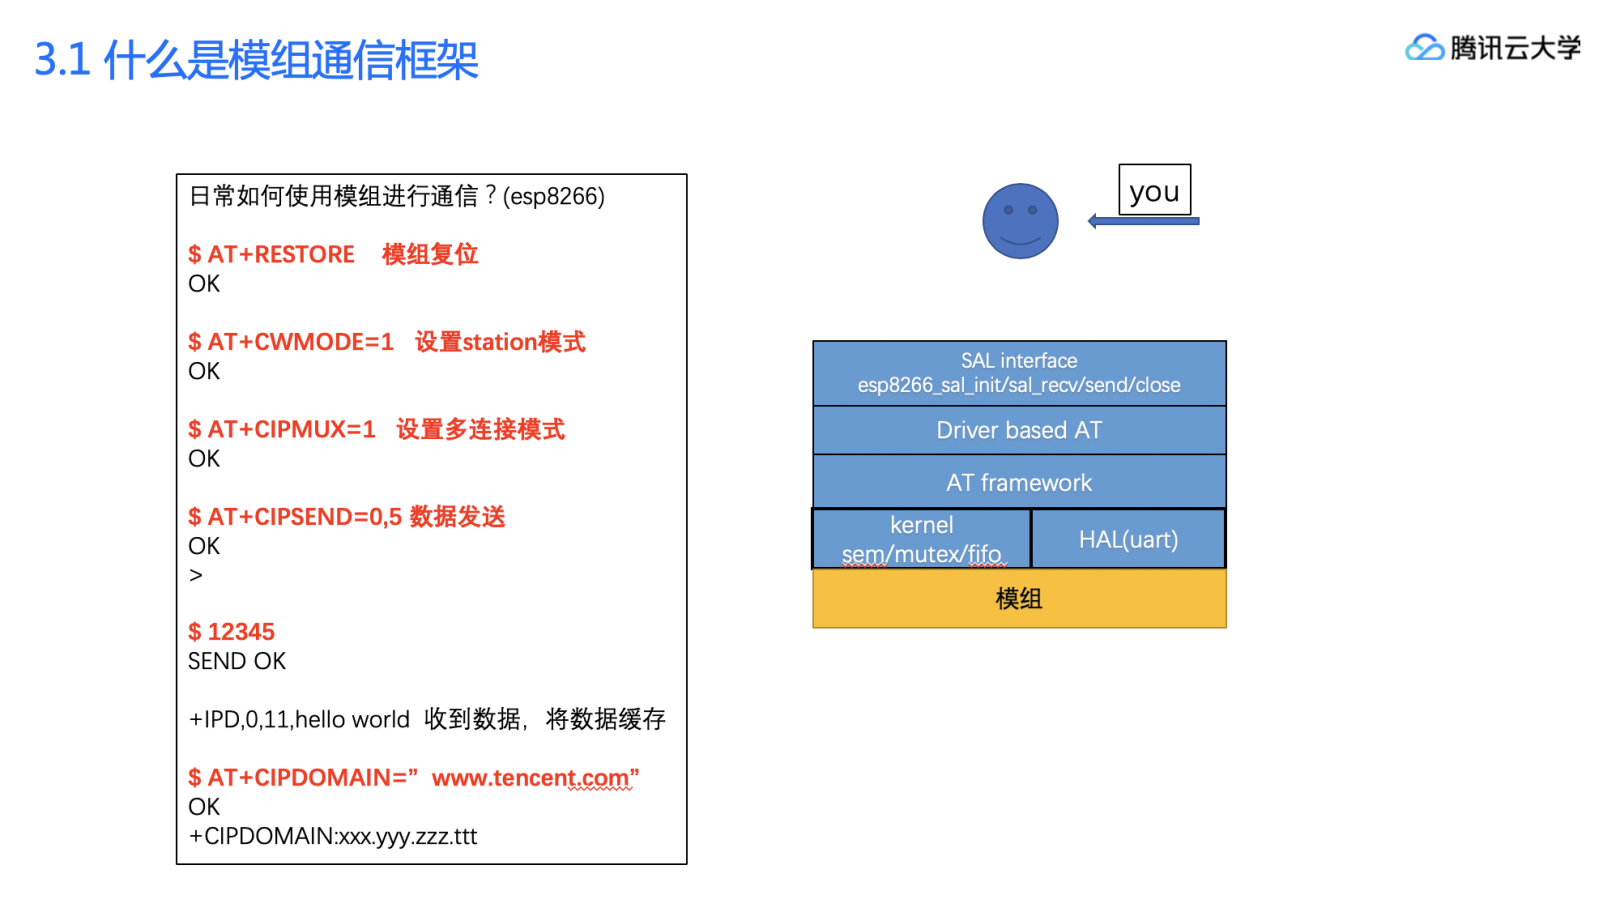 3.1 什么是模组通信框架
腾讯云大学
日常如何使用模组进行通信？(esp8266)
$ AT+RESTORE 模组复位
OK
$ AT+CWMODE=1 设置station模式
OK
$ AT+CIPMUX=1 设置多连接模式
OK
$ AT+CIPSEND=0,5 数据发送
OK
>
$ 12345
SEND OK
+IPD,0,11,hello world 收到数据，将数据缓存
$ AT+CIPDOMAIN=” www.tencent.com”
OK
+CIPDOMAIN:xxx.yyy.zzz.ttt
you
SAL interface
esp8266_sal_init/sal_recv/send/close
Driver based AT
AT framework
kernel
sem/mutex/fifo
HAL(uart)
模组